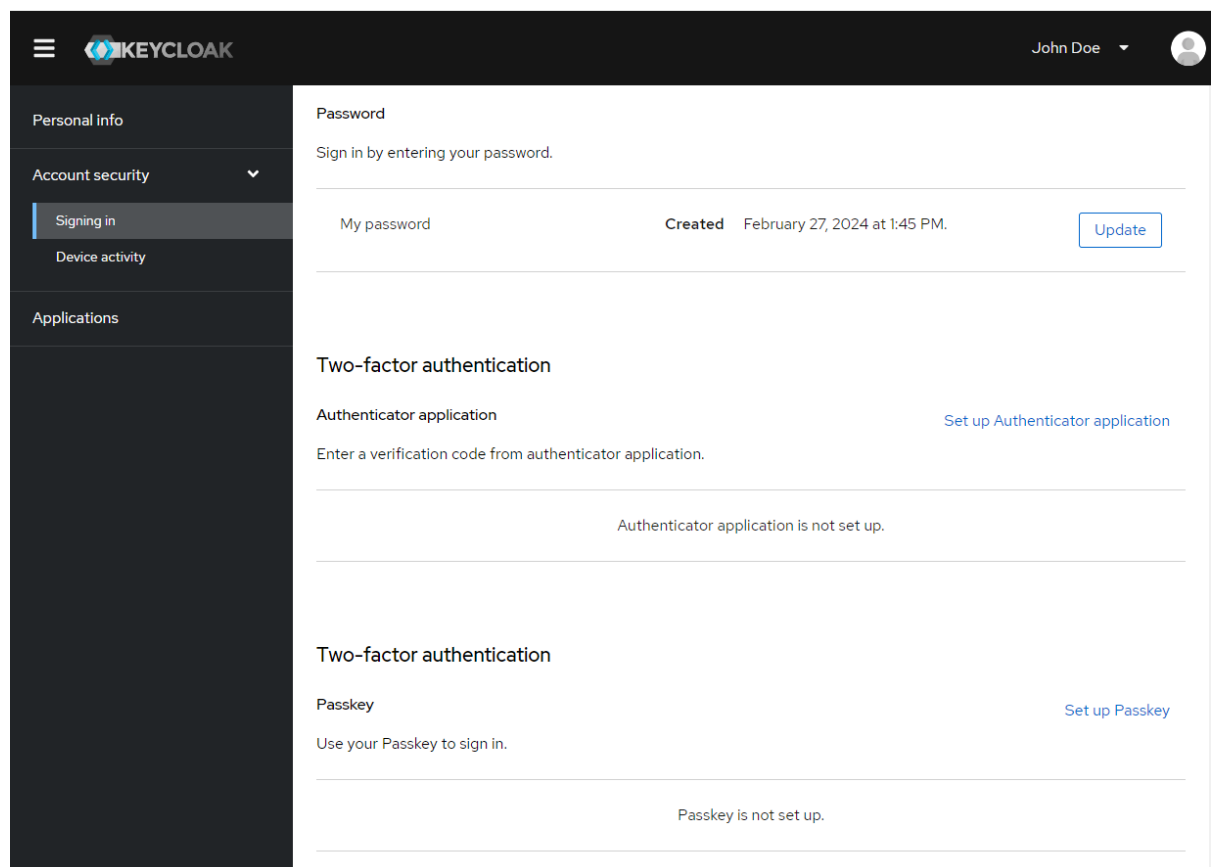 KEYCLOAK
John Doe
Personal info
Account security
Signing in
Device activity
Applications
Password
Sign in by entering your password.
My password Created February 27, 2024 at 1:45 PM. Update
Two-factor authentication
Authenticator application Set up Authenticator application
Enter a verification code from authenticator application.
Authenticator application is not set up.
Two-factor authentication
Passkey Set up Passkey
Use your Passkey to sign in.
Passkey is not set up.